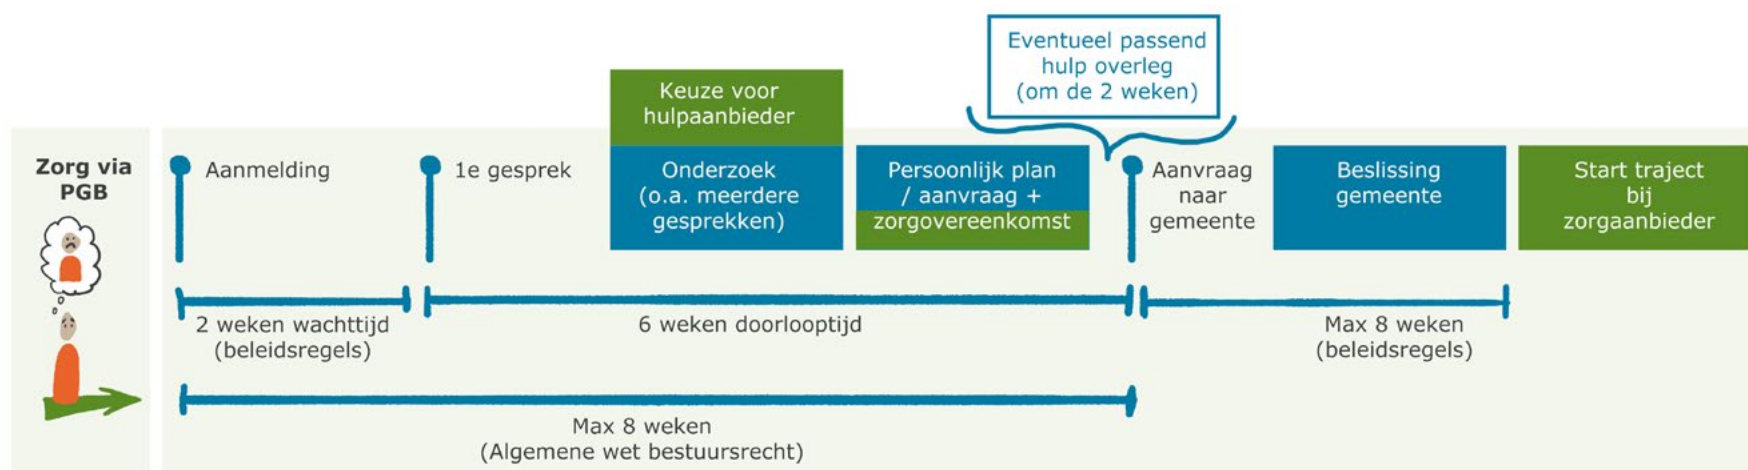 Zorg via
PGB
Aanmelding
1e gesprek
Keuze voor
hulpaanbieder
Onderzoek
(o.a. meerdere
gesprekken)
Persoonlijk plan
/ aanvraag +
zorgovereenkomst
Eventueel passend
hulp overleg
(om de 2 weken)
Aanvraag
naar
gemeente
Beslissing
gemeente
Start traject
bij
zorgaanbieder
2 weken wachttijd
(beleidsregels)
6 weken doorlooptijd
Max 8 weken
(beleidsregels)
Max 8 weken
(Algemene wet bestuursrecht)